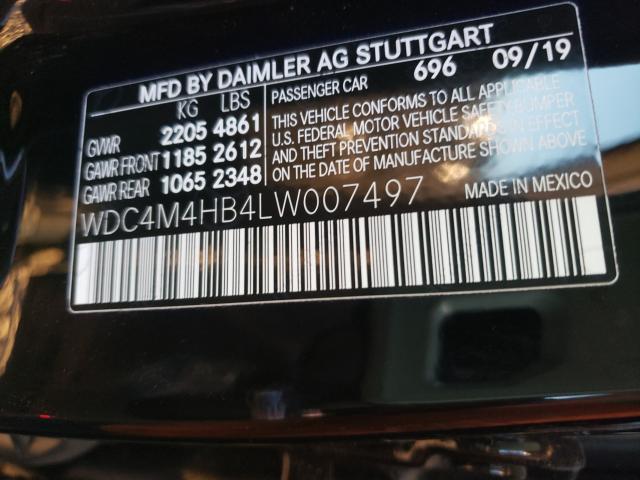 MFD BY DAIMLER AG STUTTGART
KG LBS
GVWR 2205 4861
GAWR FRONT 1185 2612
GAWR REAR 1065 2348
PASSENGER CAR 696 09/19
THIS VEHICLE CONFORMS TO ALL APPLICABLE
U.S. FEDERAL MOTOR VEHICLE SAFETY/BUMPER
AND THEFT PREVENTION STANDARDS IN EFFECT
ON THE DATE OF MANUFACTURE SHOWN ABOVE
WDC4M4HB4LW007497
MADE IN MEXICO